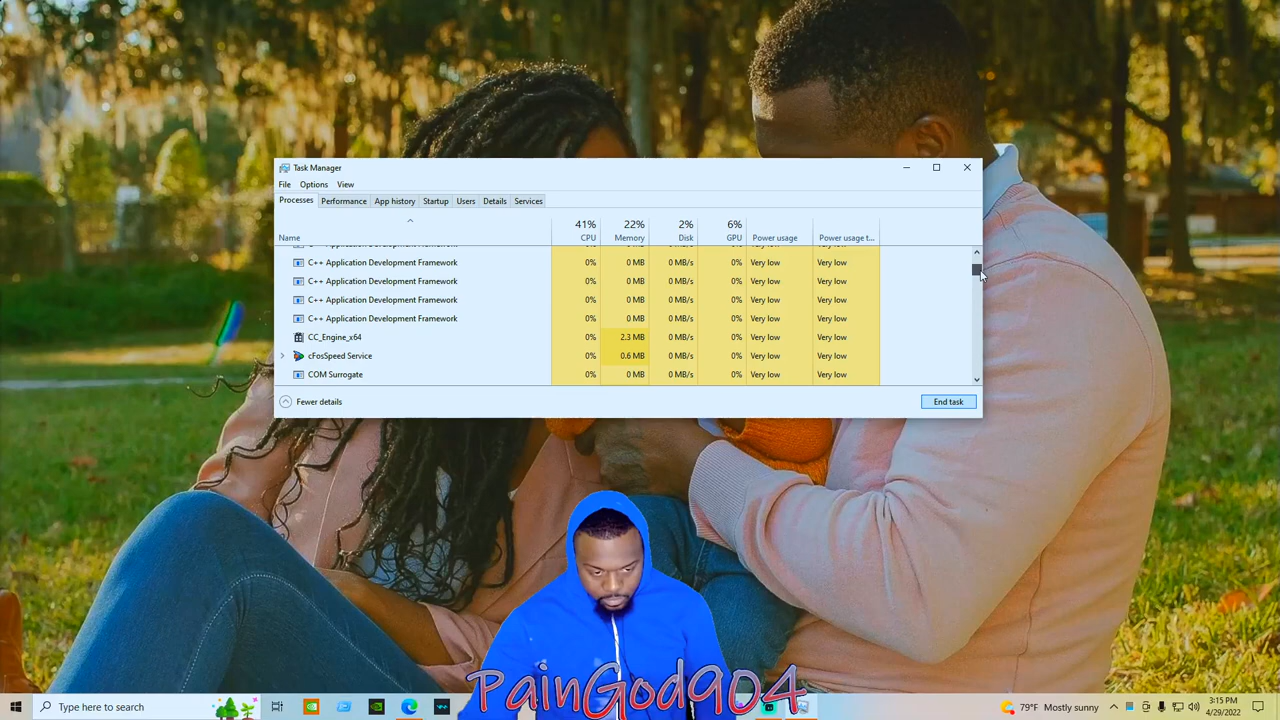 Task Manager
File Options View
Processes Performance App history Startup Users Details Services
41% 22% 2% 6%
Name CPU Memory Disk GPU Power usage Power usage t...
C++ Application Development Framework 0% 0 MB 0 MB/s 0% Very low Very low
C++ Application Development Framework 0% 0 MB 0 MB/s 0% Very low Very low
C++ Application Development Framework 0% 0 MB 0 MB/s 0% Very low Very low
C++ Application Development Framework 0% 0 MB 0 MB/s 0% Very low Very low
CC_Engine_x64 0% 2.3 MB 0 MB/s 0% Very low Very low
cFosSpeed Service 0% 0.6 MB 0 MB/s 0% Very low Very low
COM Surrogate 0% 0 MB 0 MB/s 0% Very low Very low
Fewer details End task
PainGod904
Type here to search 79°F Mostly sunny 3:15 PM
4/29/2022